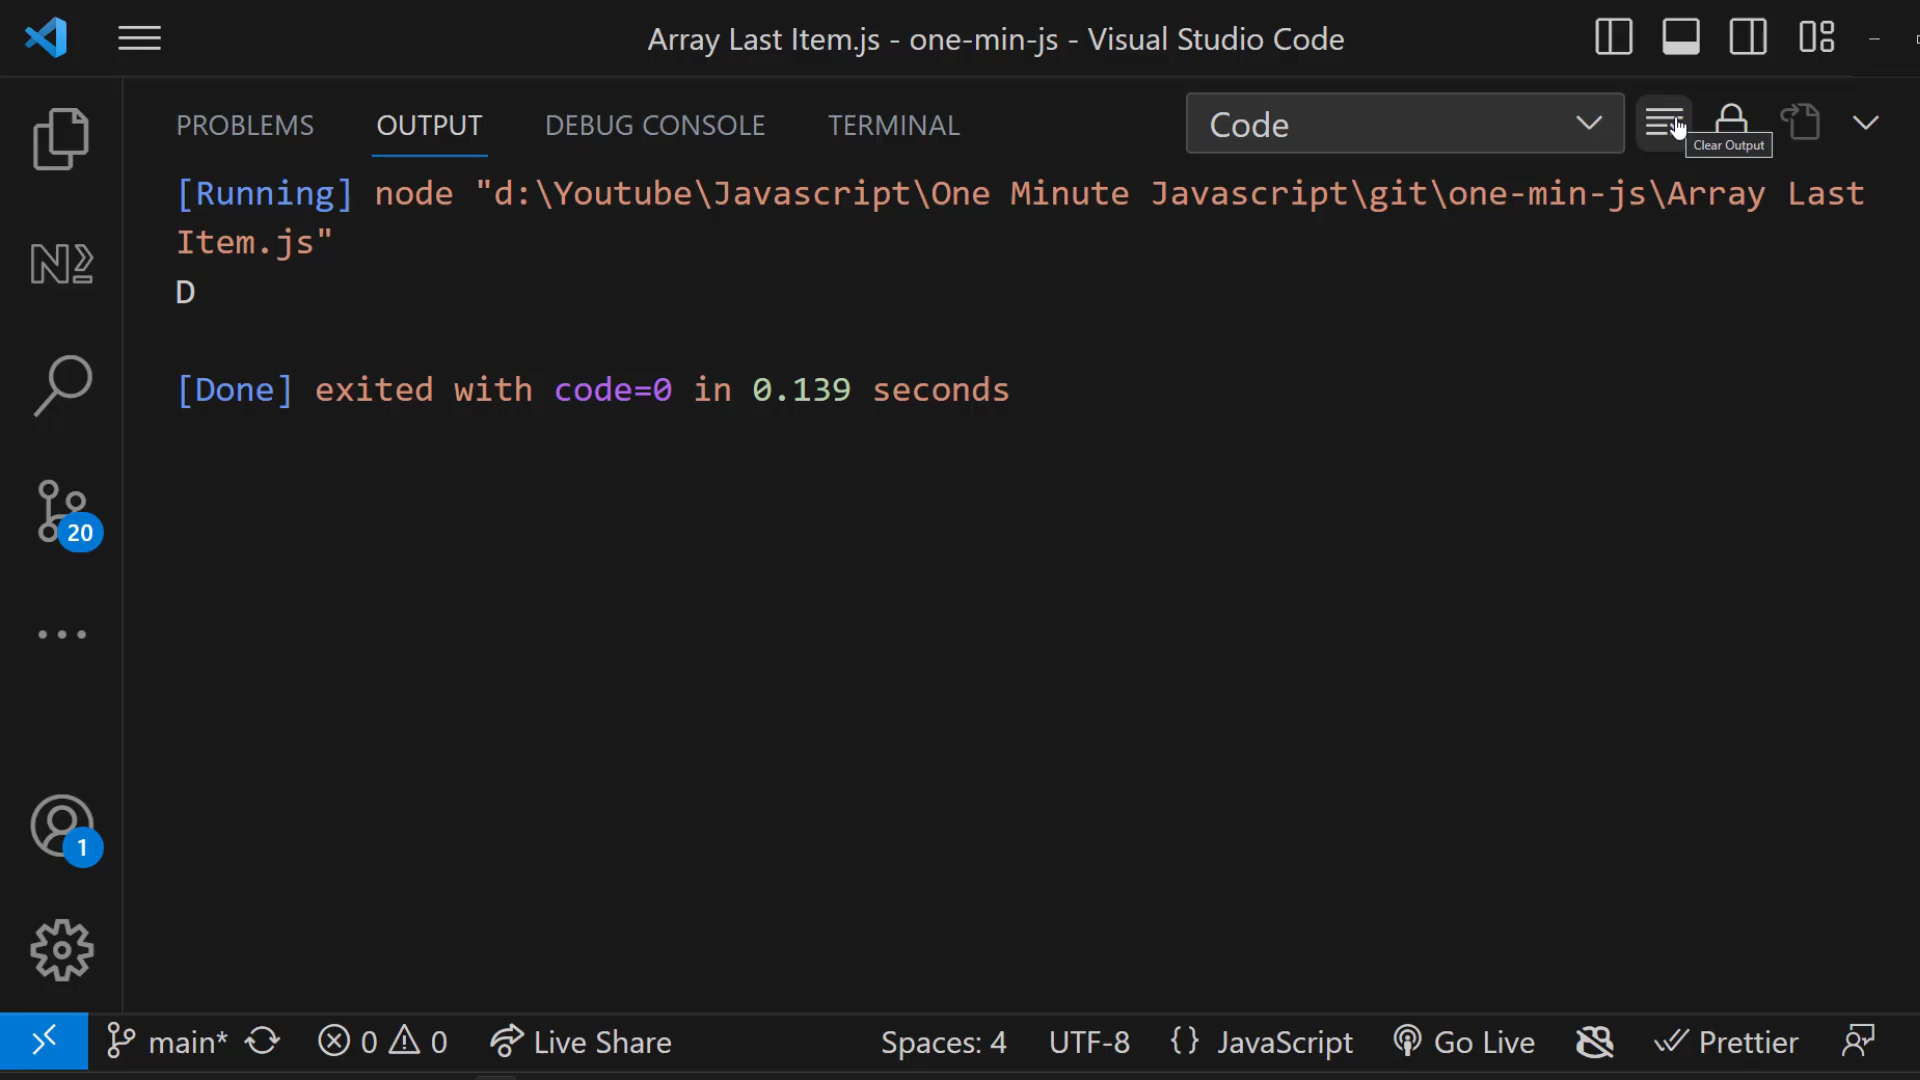 Array Last Item.js - one-min-js - Visual Studio Code
PROBLEMS OUTPUT DEBUG CONSOLE TERMINAL Code
Clear Output
[Running] node "d:\Youtube\Javascript\One Minute Javascript\git\one-min-js\Array Last
Item.js"
D
[Done] exited with code=0 in 0.139 seconds
20
1
main* 0 0 Live Share Spaces: 4 UTF-8 {} JavaScript Go Live Prettier